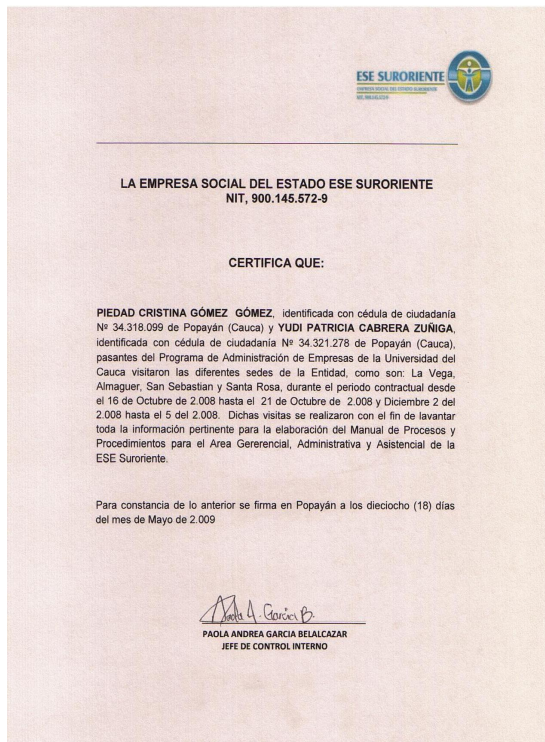 ESE SURORIENTE
LA EMPRESA SOCIAL DEL ESTADO ESE SURORIENTE
NIT, 900.145.572-9
CERTIFICA QUE:
PIEDAD CRISTINA GÓMEZ GÓMEZ, identificada con cédula de ciudadanía
Nº 34.318.099 de Popayán (Cauca) y YUDI PATRICIA CABRERA ZUÑIGA,
identificada con cédula de ciudadanía Nº 34.321.278 de Popayán (Cauca),
pasantes del Programa de Administración de Empresas de la Universidad del
Cauca visitaron las diferentes sedes de la Entidad, como son: La Vega,
Almaguer, San Sebastian y Santa Rosa, durante el periodo contractual desde
el 16 de Octubre de 2.008 hasta el 21 de Octubre de 2.008 y Diciembre 2 del
2.008 hasta el 5 del 2.008. Dichas visitas se realizaron con el fin de lavantar
toda la información pertinente para la elaboración del Manual de Procesos y
Procedimientos para el Area Gererencial, Administrativa y Asistencial de la
ESE Suroriente.
Para constancia de lo anterior se firma en Popayán a los dieciocho (18) días
del mes de Mayo de 2.009
Paola A. Garcia B.
PAOLA ANDREA GARCIA BELALCAZAR
JEFE DE CONTROL INTERNO